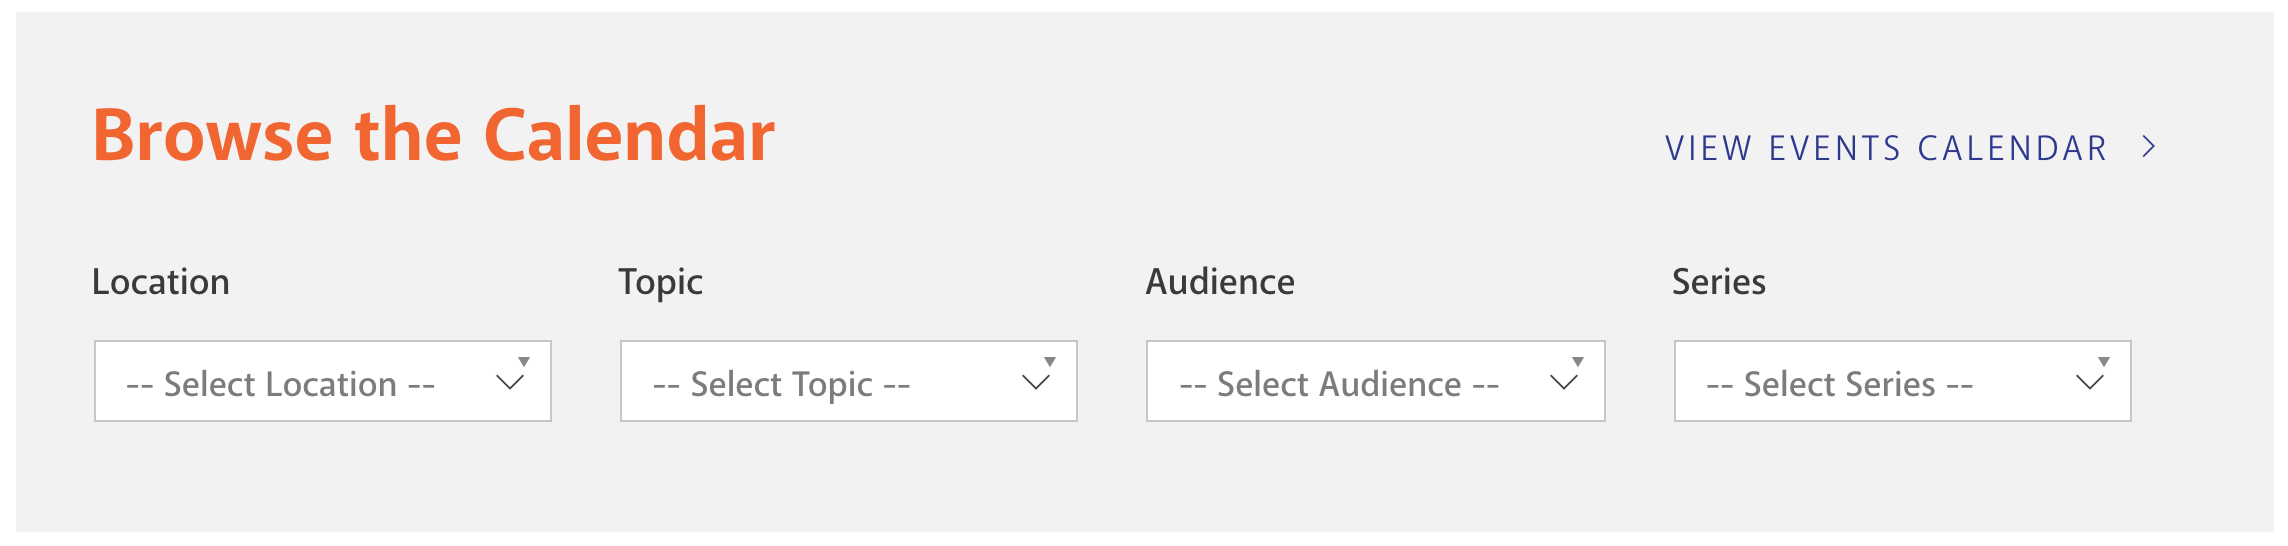 Browse the Calendar
VIEW EVENTS CALENDAR
Location
Topic
Audience
Series
-- Select Location --
-- Select Topic --
-- Select Audience --
-- Select Series --